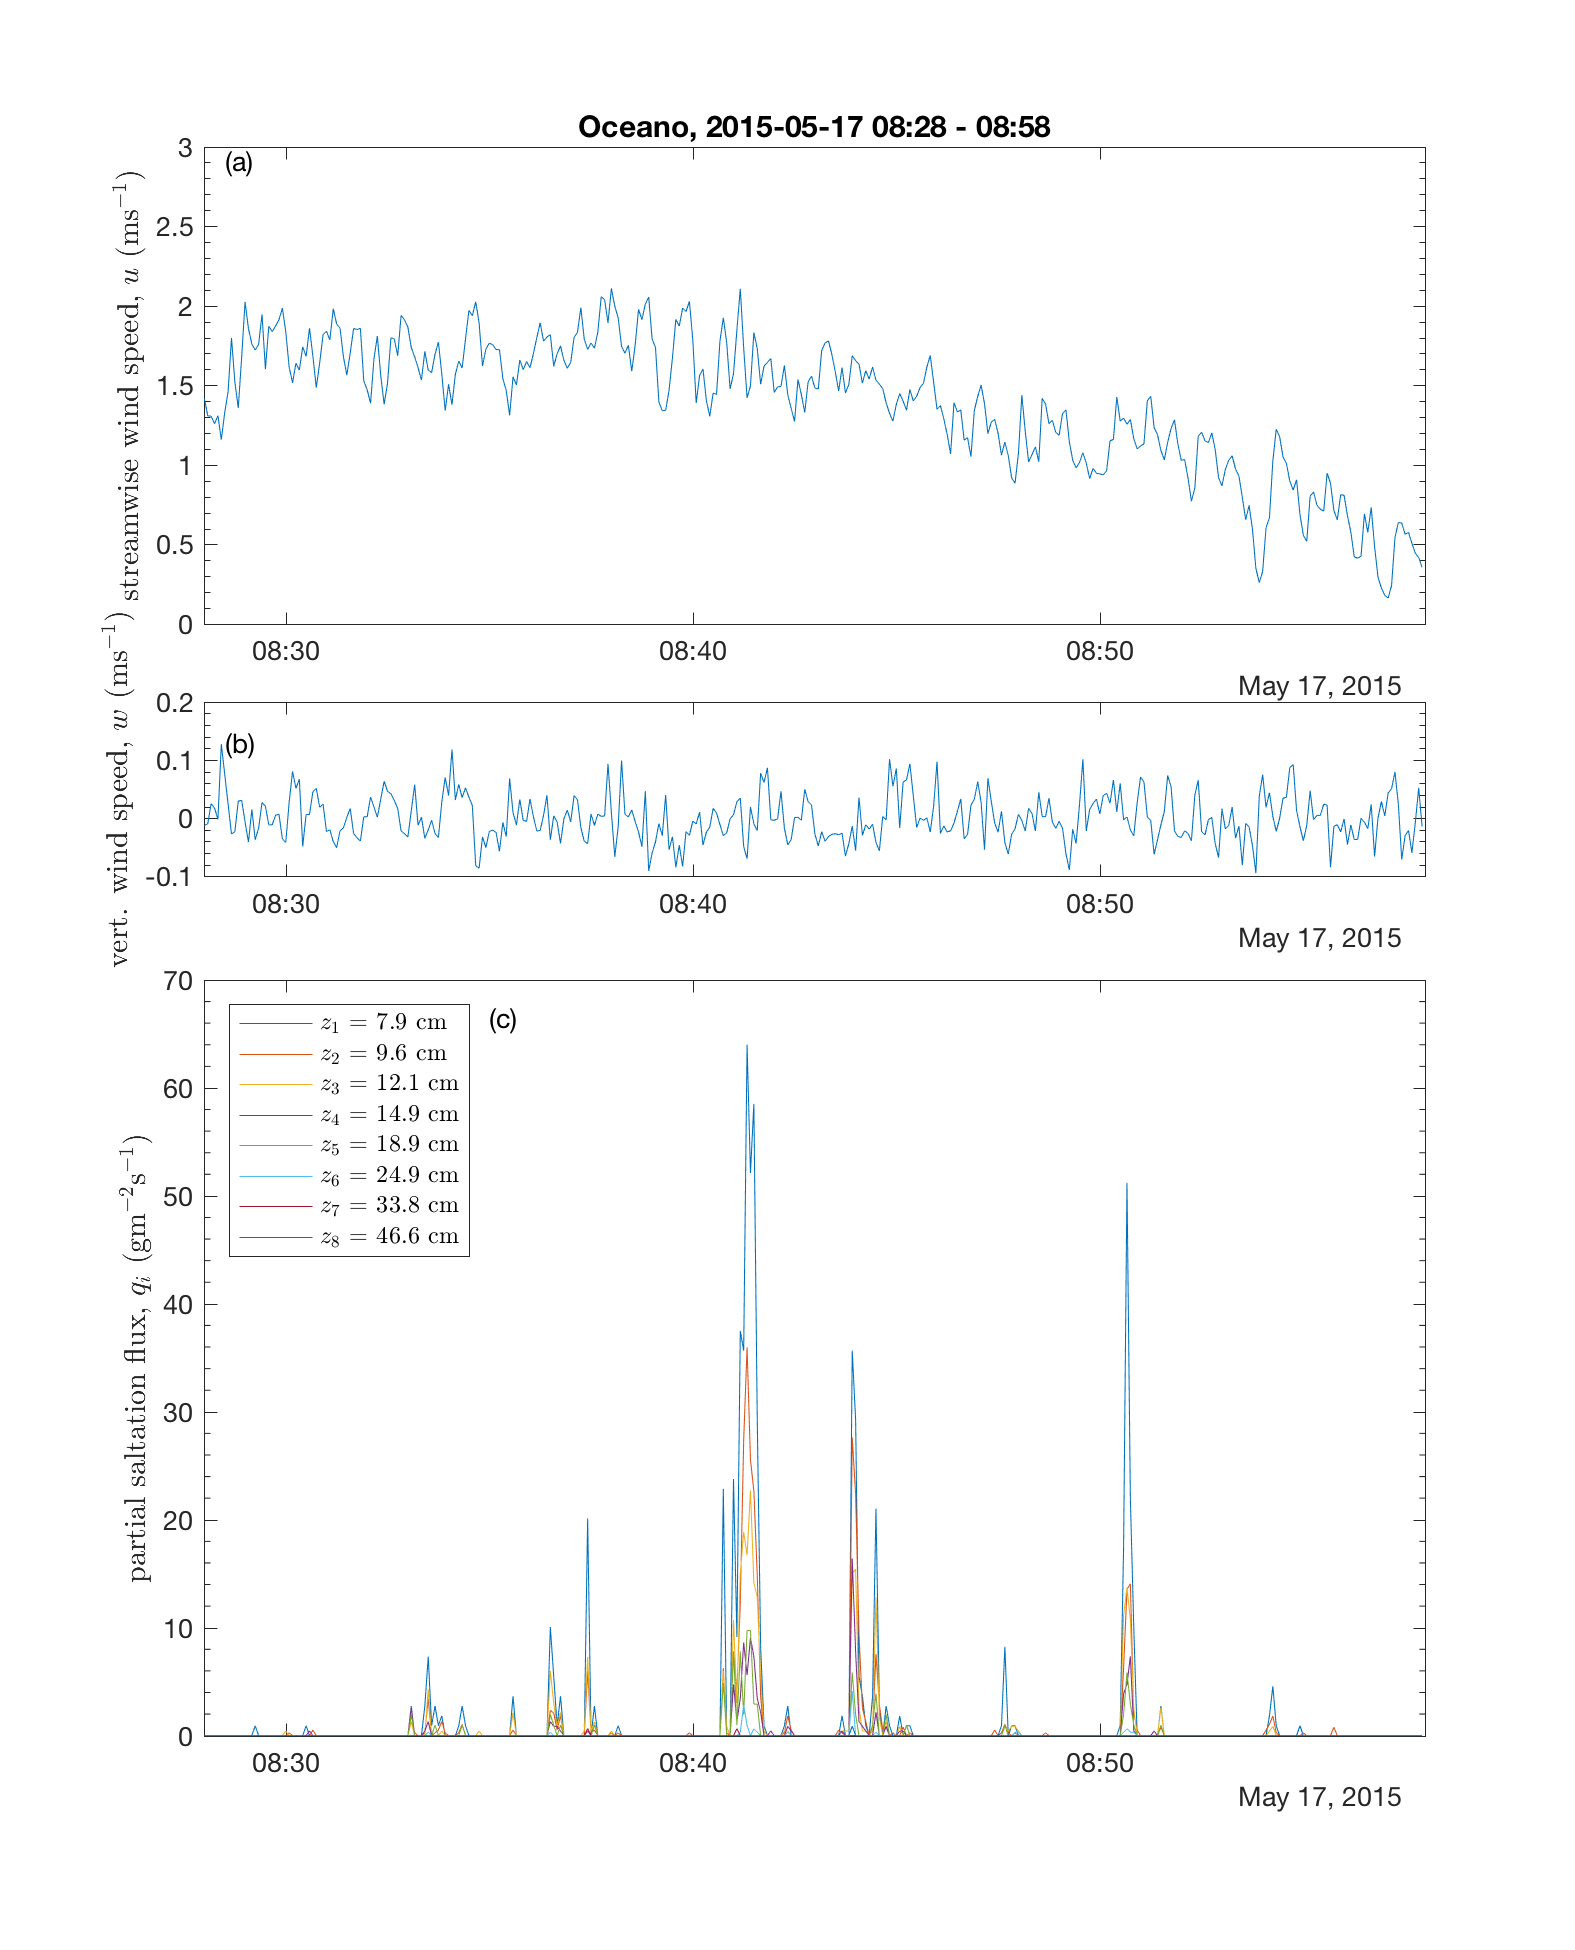 Oceano, 2015-05-17 08:28 - 08:58
(a)
streamwise wind speed, u (ms⁻¹)
3
2.5
2
1.5
1
0.5
0
08:30 08:40 08:50
May 17, 2015
(b)
vert. wind speed, w (ms⁻¹)
0.2
0.1
0
-0.1
08:30 08:40 08:50
May 17, 2015
(c)
partial saltation flux, qᵢ (gm⁻²s⁻¹)
70
60
50
40
30
20
10
0
z₁ = 7.9 cm
z₂ = 9.6 cm
z₃ = 12.1 cm
z₄ = 14.9 cm
z₅ = 18.9 cm
z₆ = 24.9 cm
z₇ = 33.8 cm
z₈ = 46.6 cm
08:30 08:40 08:50
May 17, 2015